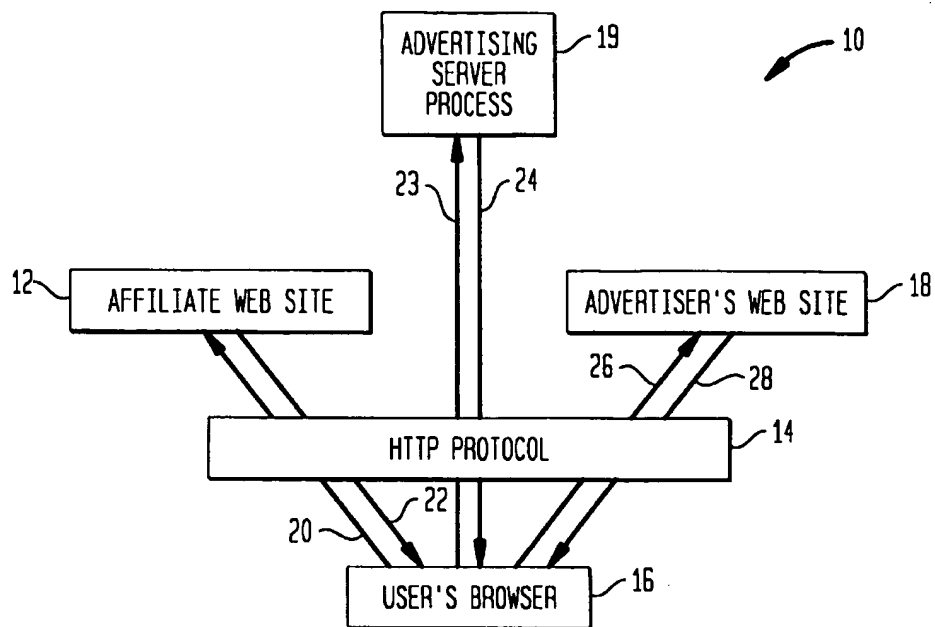 ADVERTISING
SERVER
PROCESS
19
10
23
24
12
AFFILIATE WEB SITE
ADVERTISER'S WEB SITE
18
26
28
HTTP PROTOCOL
14
20
22
USER'S BROWSER
16